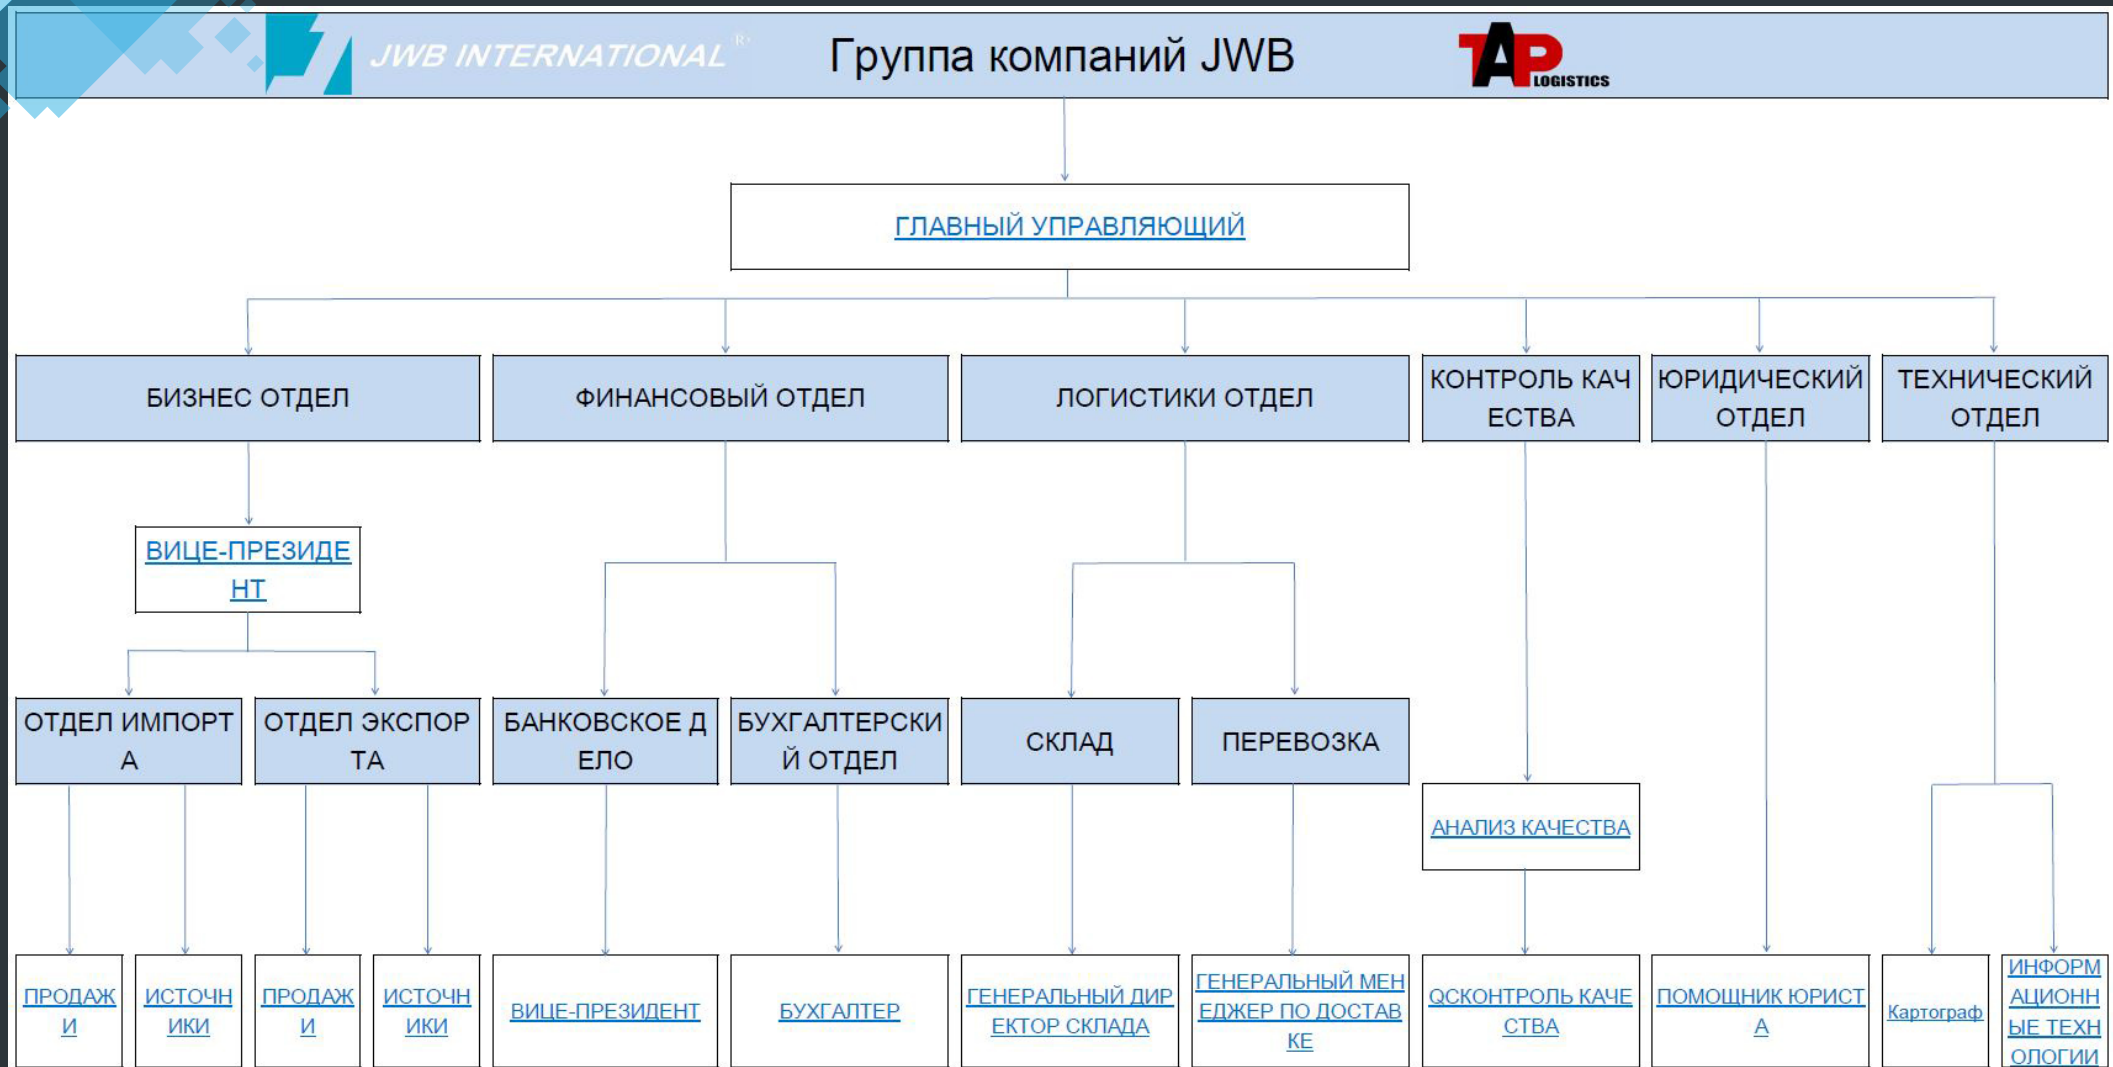 JWB INTERNATIONAL ®
Группа компаний JWB
TAP
LOGISTICS
ГЛАВНЫЙ УПРАВЛЯЮЩИЙ
БИЗНЕС ОТДЕЛ
ФИНАНСОВЫЙ ОТДЕЛ
ЛОГИСТИКИ ОТДЕЛ
КОНТРОЛЬ КАЧ
ЕСТВА
ЮРИДИЧЕСКИЙ
ОТДЕЛ
ТЕХНИЧЕСКИЙ
ОТДЕЛ
ВИЦЕ-ПРЕЗИДЕ
НТ
ОТДЕЛ ИМПОРТ
А
ОТДЕЛ ЭКСПОР
ТА
БАНКОВСКОЕ Д
ЕЛО
БУХГАЛТЕРСКИ
Й ОТДЕЛ
СКЛАД
ПЕРЕВОЗКА
АНАЛИЗ КАЧЕСТВА
ПРОДАЖ
И
ИСТОЧН
ИКИ
ПРОДАЖ
И
ИСТОЧН
ИКИ
ВИЦЕ-ПРЕЗИДЕНТ
БУХГАЛТЕР
ГЕНЕРАЛЬНЫЙ ДИР
ЕКТОР СКЛАДА
ГЕНЕРАЛЬНЫЙ МЕН
ЕДЖЕР ПО ДОСТАВ
КЕ
QCКОНТРОЛЬ КАЧЕ
СТВА
ПОМОЩНИК ЮРИСТ
А
Картограф
ИНФОРМ
АЦИОНН
ЫЕ ТЕХН
ОЛОГИИ